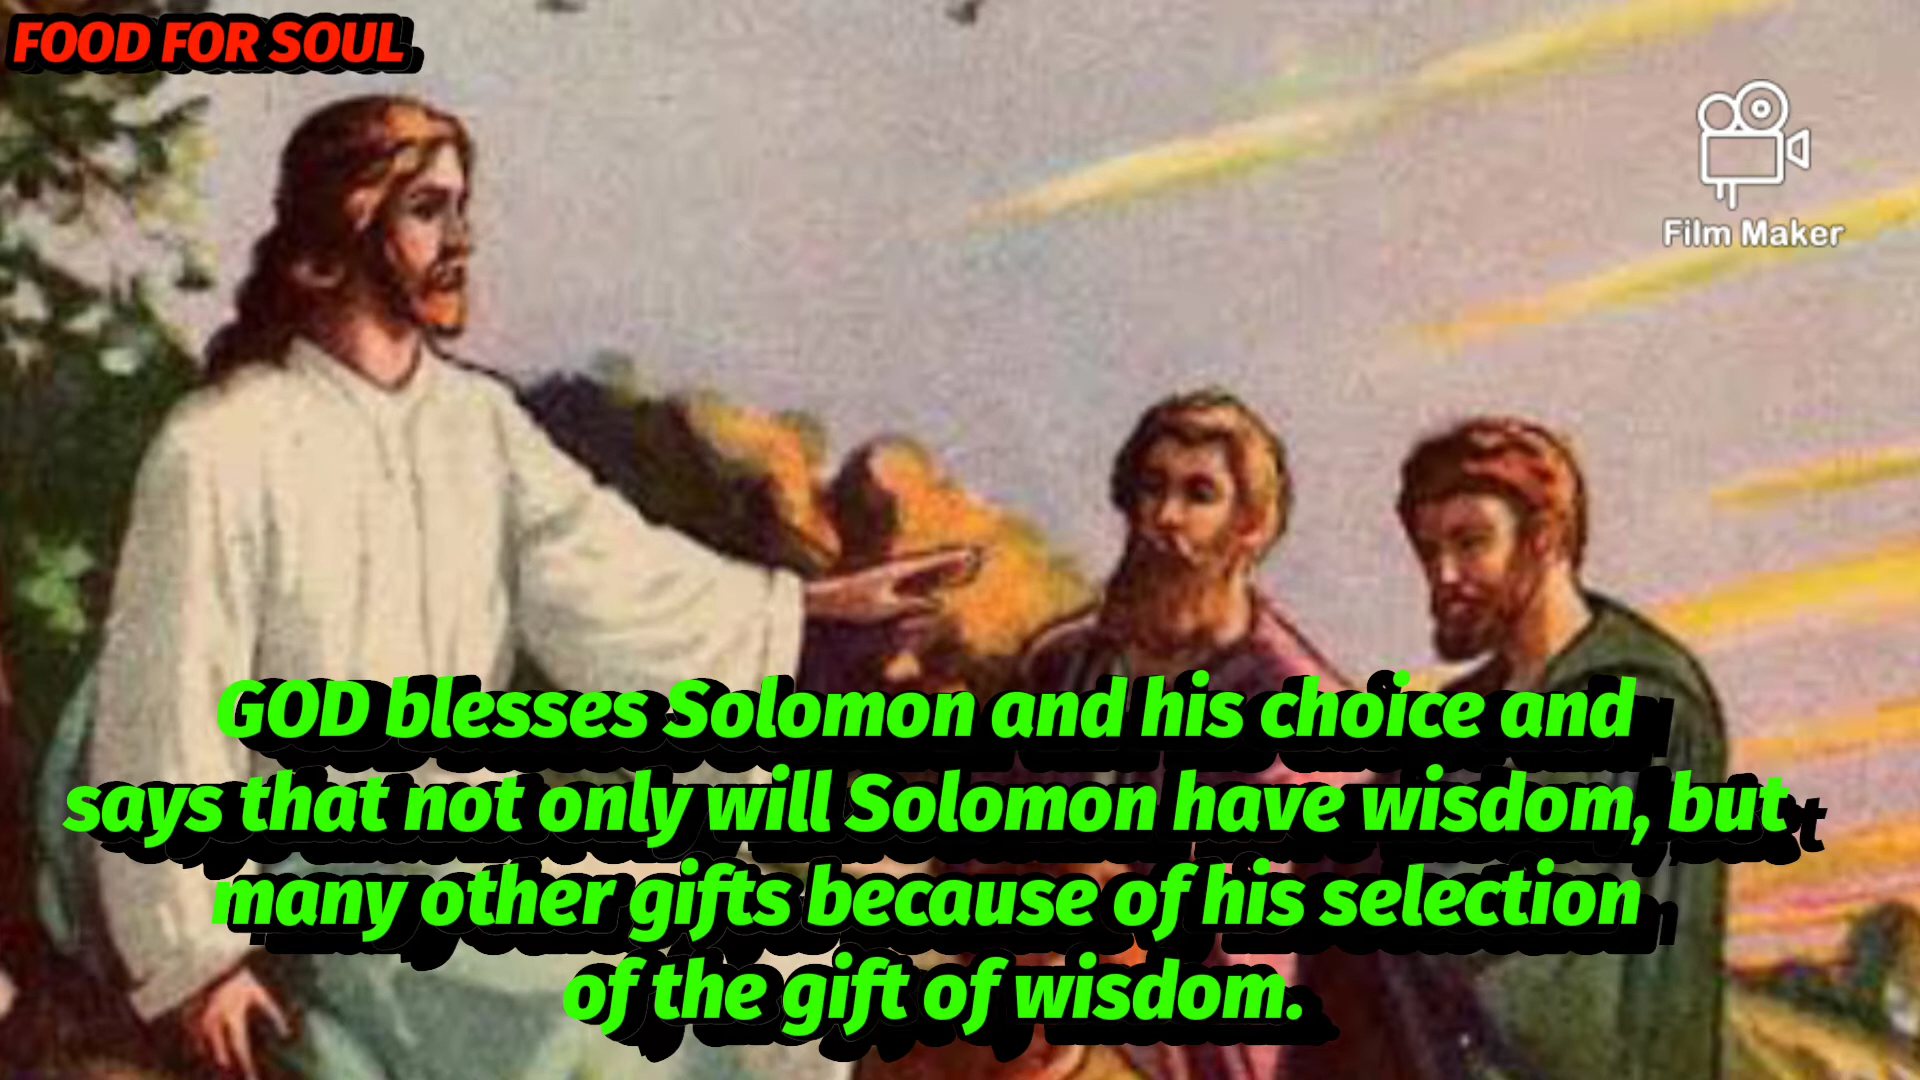 FOOD FOR SOUL
Film Maker
GOD blesses Solomon and his choice and
says that not only will Solomon have wisdom, but
many other gifts because of his selection
of the gift of wisdom.